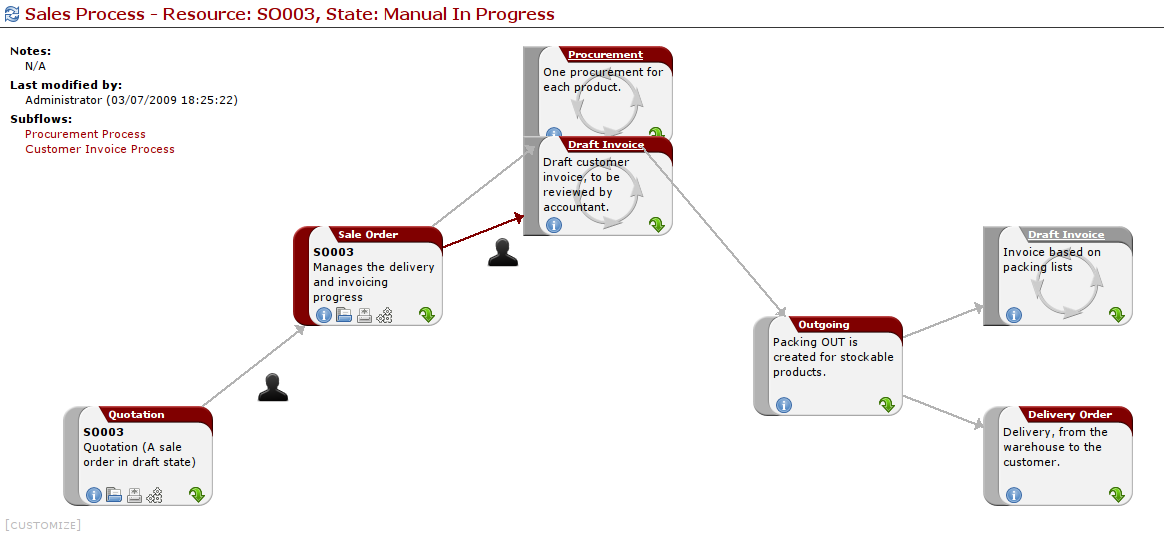 Sales Process - Resource: SO003, State: Manual In Progress
Notes:
N/A
Last modified by:
Administrator (03/07/2009 18:25:22)
Subflows:
Procurement Process
Customer Invoice Process
Procurement
One procurement for
each product.
Draft Invoice
Draft customer
invoice, to be
reviewed by
accountant.
Sale Order
SO003
Manages the delivery
and invoicing
progress
Draft Invoice
Invoice based on
packing lists
Outgoing
Packing OUT is
created for stockable
products.
Quotation
SO003
Quotation (A sale
order in draft state)
Delivery Order
Delivery, from the
warehouse to the
customer.
[CUSTOMIZE]